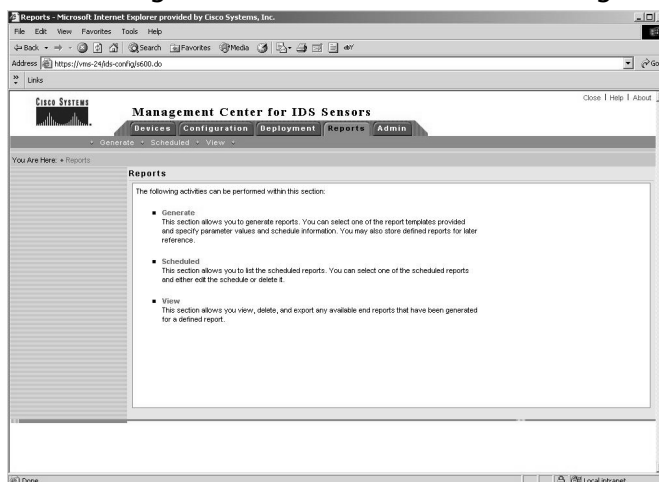 Reports - Microsoft Internet Explorer provided by Cisco Systems, Inc.
File Edit View Favorites Tools Help
Back Search Favorites Media
Address https://vms-24/ids-config/s600.do Go
Links
Close | Help | About
CISCO SYSTEMS
Management Center for IDS Sensors
Devices Configuration Deployment Reports Admin
Generate Scheduled View
You Are Here: • Reports
Reports
The following activities can be performed within this section:
Generate
This section allows you to generate reports. You can select one of the report templates provided
and specify parameter values and schedule information. You may also store defined reports for later
reference.
Scheduled
This section allows you to list the scheduled reports. You can select one of the scheduled reports
and either edit the schedule or delete it.
View
This section allows you view, delete, and export any available end reports that have been generated
for a defined report.
Done Local intranet